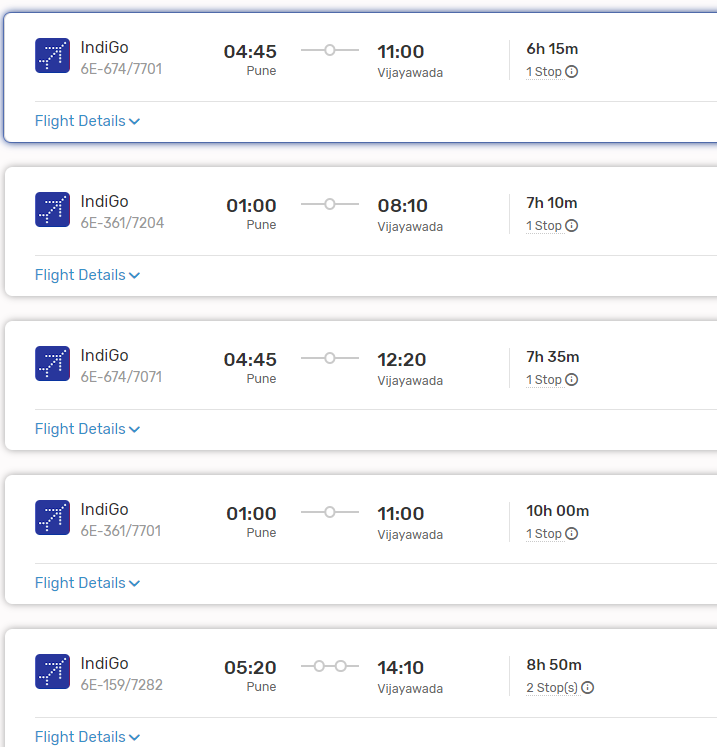 IndiGo
6E-674/7701
04:45
Pune
11:00
Vijayawada
6h 15m
1 Stop
Flight Details
IndiGo
6E-361/7204
01:00
Pune
08:10
Vijayawada
7h 10m
1 Stop
Flight Details
IndiGo
6E-674/7071
04:45
Pune
12:20
Vijayawada
7h 35m
1 Stop
Flight Details
IndiGo
6E-361/7701
01:00
Pune
11:00
Vijayawada
10h 00m
1 Stop
Flight Details
IndiGo
6E-159/7282
05:20
Pune
14:10
Vijayawada
8h 50m
2 Stop(s)
Flight Details